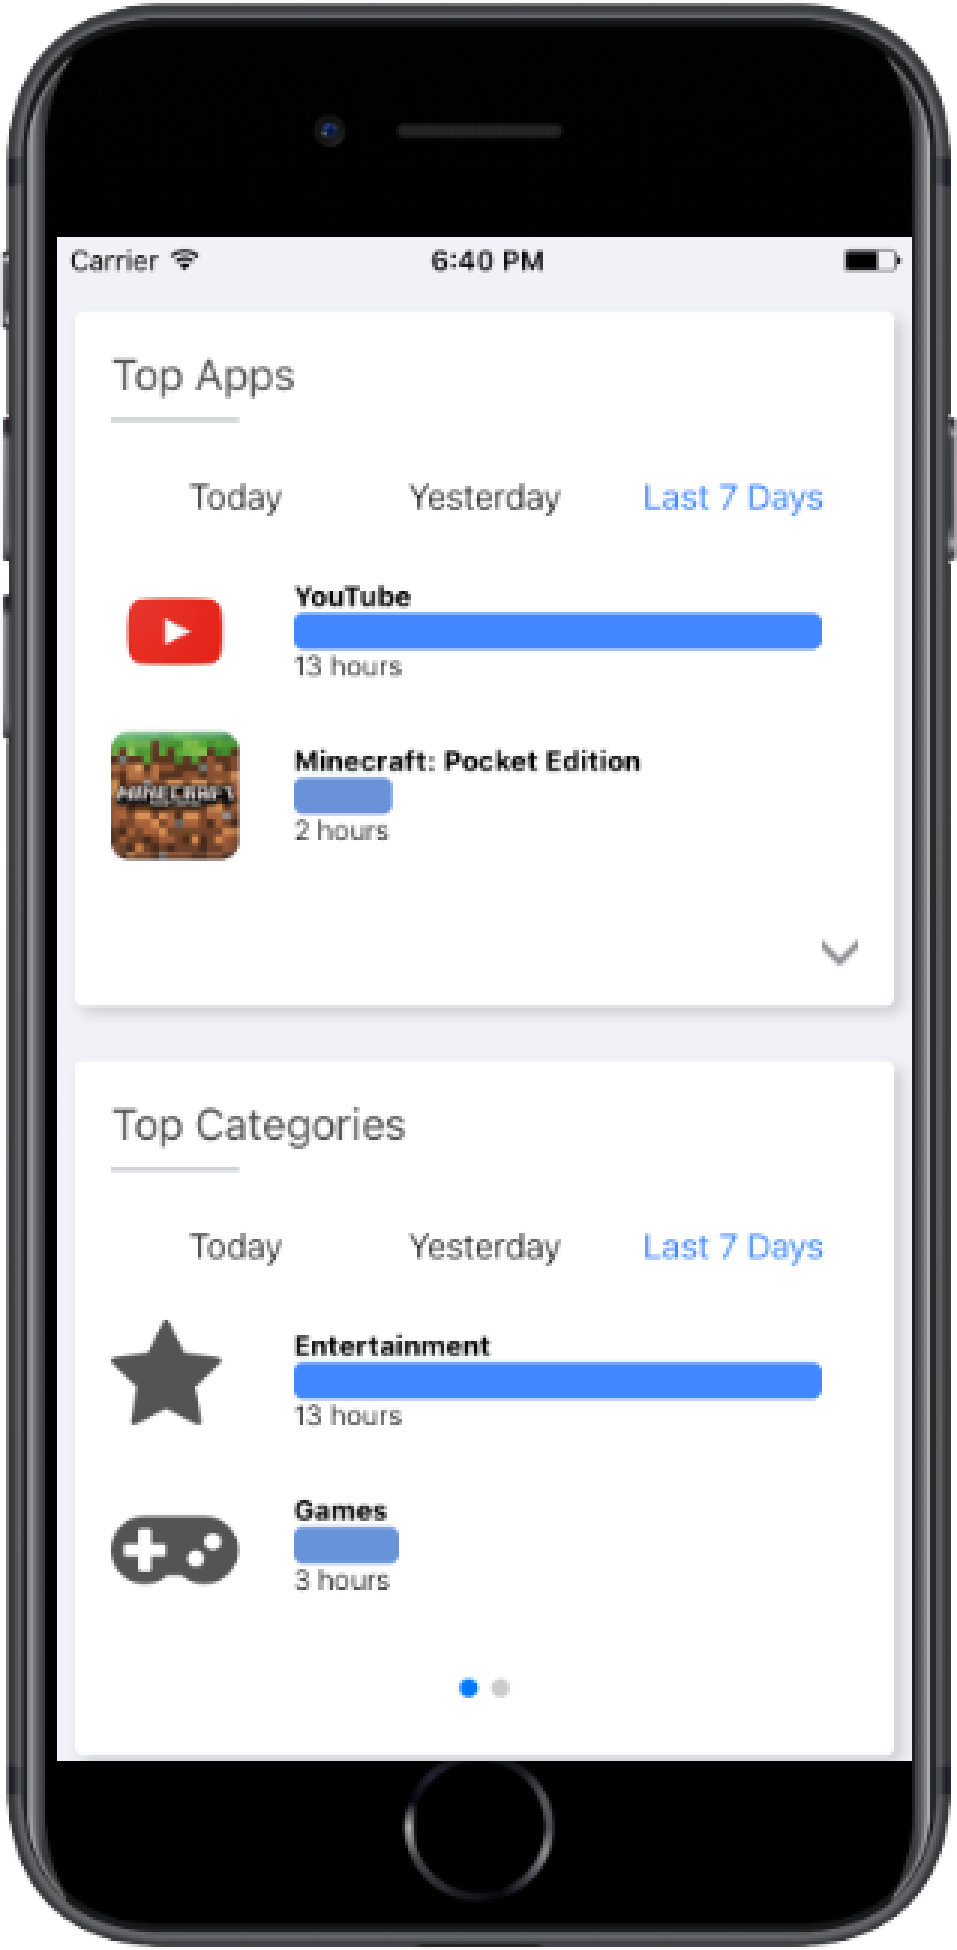 Carrier 6:40 PM
Top Apps
Today Yesterday Last 7 Days
YouTube
13 hours
MINECRAFT
Minecraft: Pocket Edition
2 hours
Top Categories
Today Yesterday Last 7 Days
Entertainment
13 hours
Games
3 hours